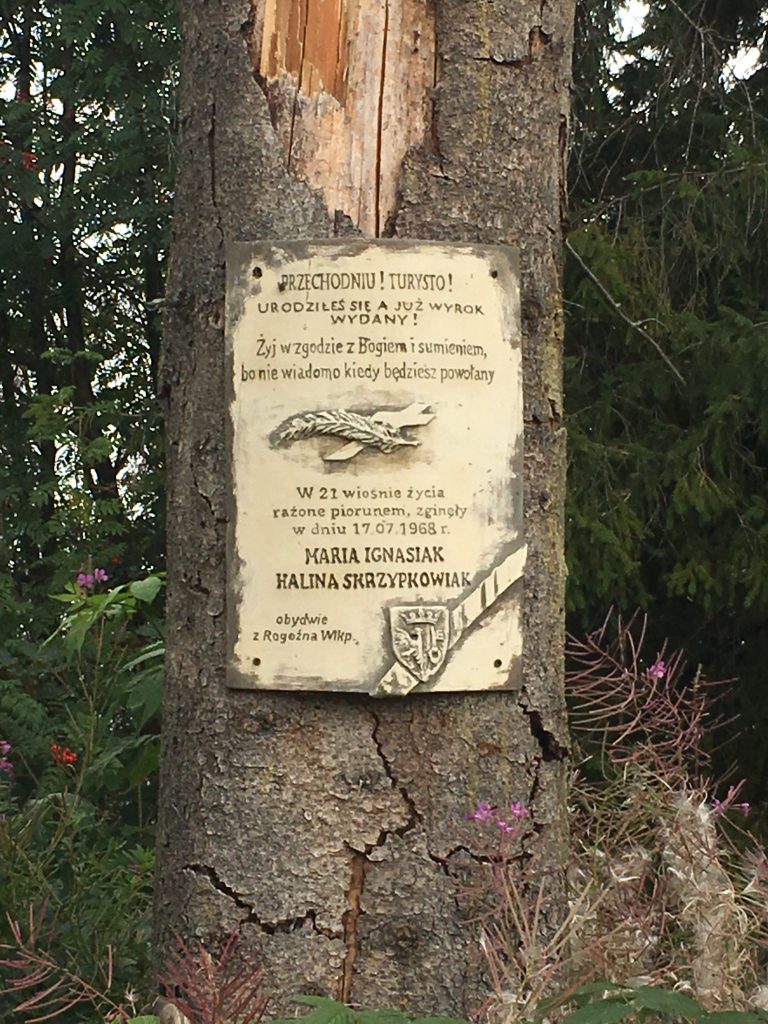 PRZECHODNIU! TURYSTO!
URODZIŁEŚ SIĘ A JUŻ WYROK
WYDANY!
Żyj w zgodzie z Bogiem i sumieniem,
bo nie wiadomo kiedy będziesz powołany
W 21 wiośnie życia
rażone piorunem, zginęły
w dniu 17.07.1968 r.
MARIA IGNASIAK
HALINA SKRZYPKOWIAK
obydwie
z Rogoźna Wlkp.